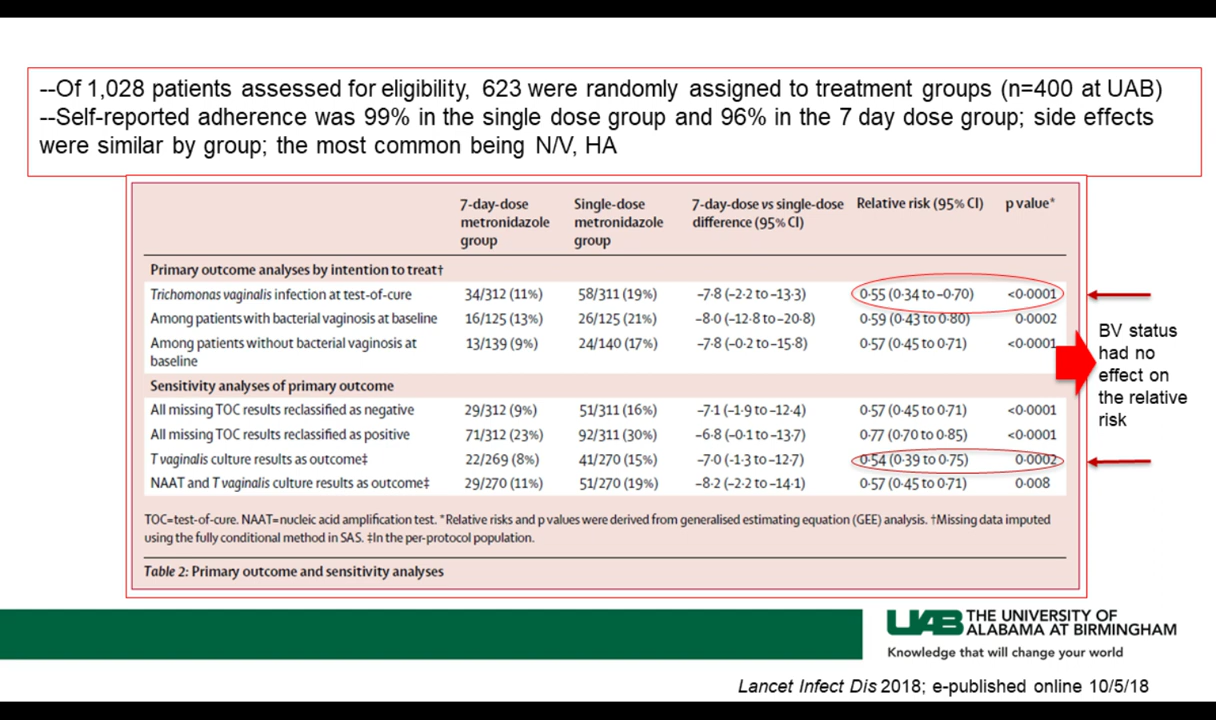 --Of 1,028 patients assessed for eligibility, 623 were randomly assigned to treatment groups (n=400 at UAB)
--Self-reported adherence was 99% in the single dose group and 96% in the 7 day dose group; side effects
were similar by group; the most common being N/V, HA
7-day-dose metronidazole group Single-dose metronidazole group 7-day-dose vs single-dose difference (95% CI) Relative risk (95% CI) p value*
Primary outcome analyses by intention to treat†
Trichomonas vaginalis infection at test-of-cure 34/312 (11%) 58/311 (19%) −7·8 (−2·2 to −13·3) 0·55 (0·34 to −0·70) <0·0001
Among patients with bacterial vaginosis at baseline 16/125 (13%) 26/125 (21%) −8·0 (−12·8 to −20·8) 0·59 (0·43 to 0·80) 0·0002
Among patients without bacterial vaginosis at 13/139 (9%) 24/140 (17%) −7·8 (−0·2 to −15·8) 0·57 (0·45 to 0·71) <0·0001
baseline
Sensitivity analyses of primary outcome
All missing TOC results reclassified as negative 29/312 (9%) 51/311 (16%) −7·1 (−1·9 to −12·4) 0·57 (0·45 to 0·71) <0·0001
All missing TOC results reclassified as positive 71/312 (23%) 92/311 (30%) −6·8 (−0·1 to −13·7) 0·77 (0·70 to 0·85) <0·0001
T vaginalis culture results as outcome‡ 22/269 (8%) 41/270 (15%) −7·0 (−1·3 to −12·7) 0·54 (0·39 to 0·75) 0·0002
NAAT and T vaginalis culture results as outcome‡ 29/270 (11%) 51/270 (19%) −8·2 (−2·2 to −14·1) 0·57 (0·45 to 0·71) 0·008
TOC=test-of-cure. NAAT=nucleic acid amplification test. *Relative risks and p values were derived from generalised estimating equation (GEE) analysis. †Missing data imputed
using the fully conditional method in SAS. ‡In the per-protocol population.
Table 2: Primary outcome and sensitivity analyses
BV status
had no
effect on
the relative
risk
UAB THE UNIVERSITY OF
ALABAMA AT BIRMINGHAM
Knowledge that will change your world
Lancet Infect Dis 2018; e-published online 10/5/18